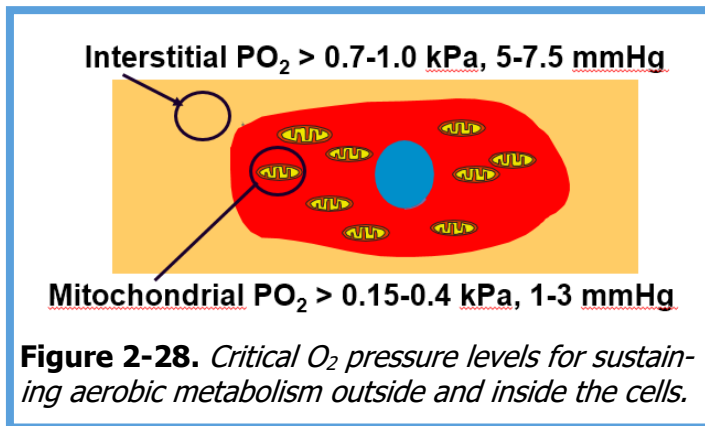 Interstitial PO₂ > 0.7-1.0 kPa, 5-7.5 mmHg
Mitochondrial PO₂ > 0.15-0.4 kPa, 1-3 mmHg
Figure 2-28. Critical O₂ pressure levels for sustain-
ing aerobic metabolism outside and inside the cells.